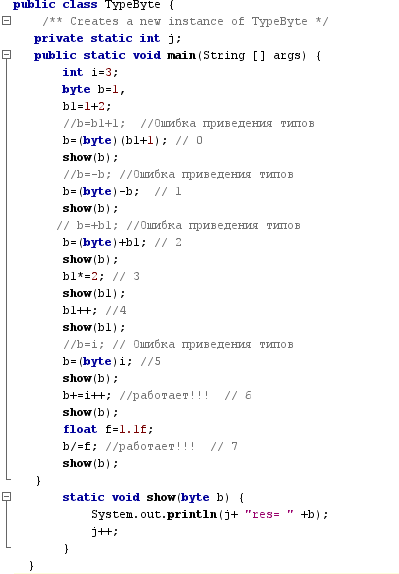 public class TypeByte {
/** Creates a new instance of TypeByte */
private static int j;
public static void main(String [] args) {
int i=3;
byte b=1,
b1=1+2;
//b=b1+1; //Ошибка приведения типов
b=(byte)(b1+1); // 0
show(b);
//b=-b; //Ошибка приведения типов
b=(byte)-b; // 1
show(b);
// b=+b1; //Ошибка приведения типов
b=(byte)+b1; // 2
show(b);
b1*=2; // 3
show(b1);
b1++; //4
show(b1);
//b=i; // Ошибка приведения типов
b=(byte)i; //5
show(b);
b+=i++; //работает!!! // 6
show(b);
float f=1.1f;
b/=f; //работает!!! // 7
show(b);
}
static void show(byte b) {
System.out.println(j+ "res= " +b);
j++;
}
}